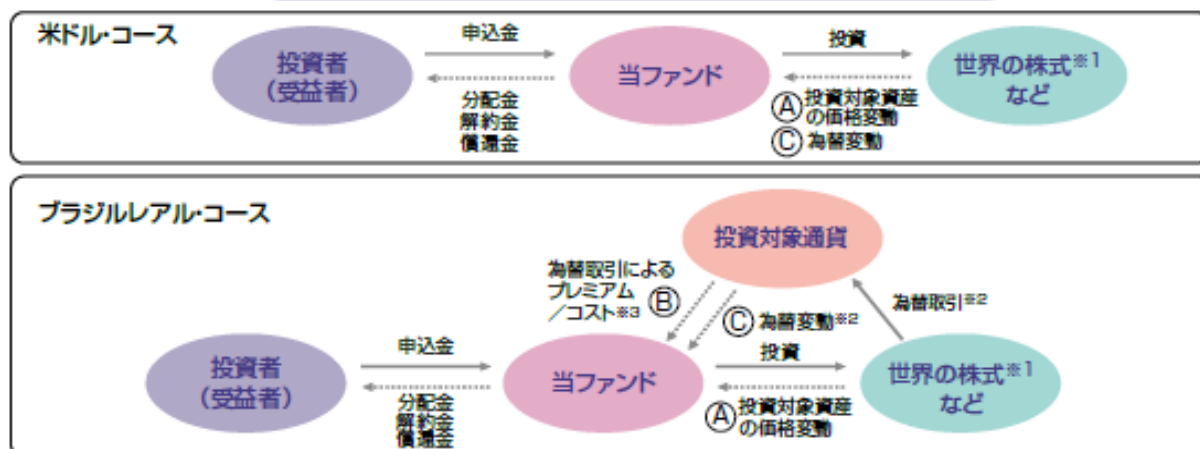 米ドル・コース
投資者
(受益者)
申込金
分配金
解約金
償還金
当ファンド
投資
Ⓐ投資対象資産
の価格変動
Ⓒ為替変動
世界の株式※1
など
ブラジルレアル・コース
投資対象通貨
為替取引による
プレミアム
/コスト※3 Ⓑ
Ⓒ 為替変動※2
為替取引※2
投資者
(受益者)
申込金
分配金
解約金
償還金
当ファンド
投資
Ⓐ投資対象資産
の価格変動
世界の株式※1
など